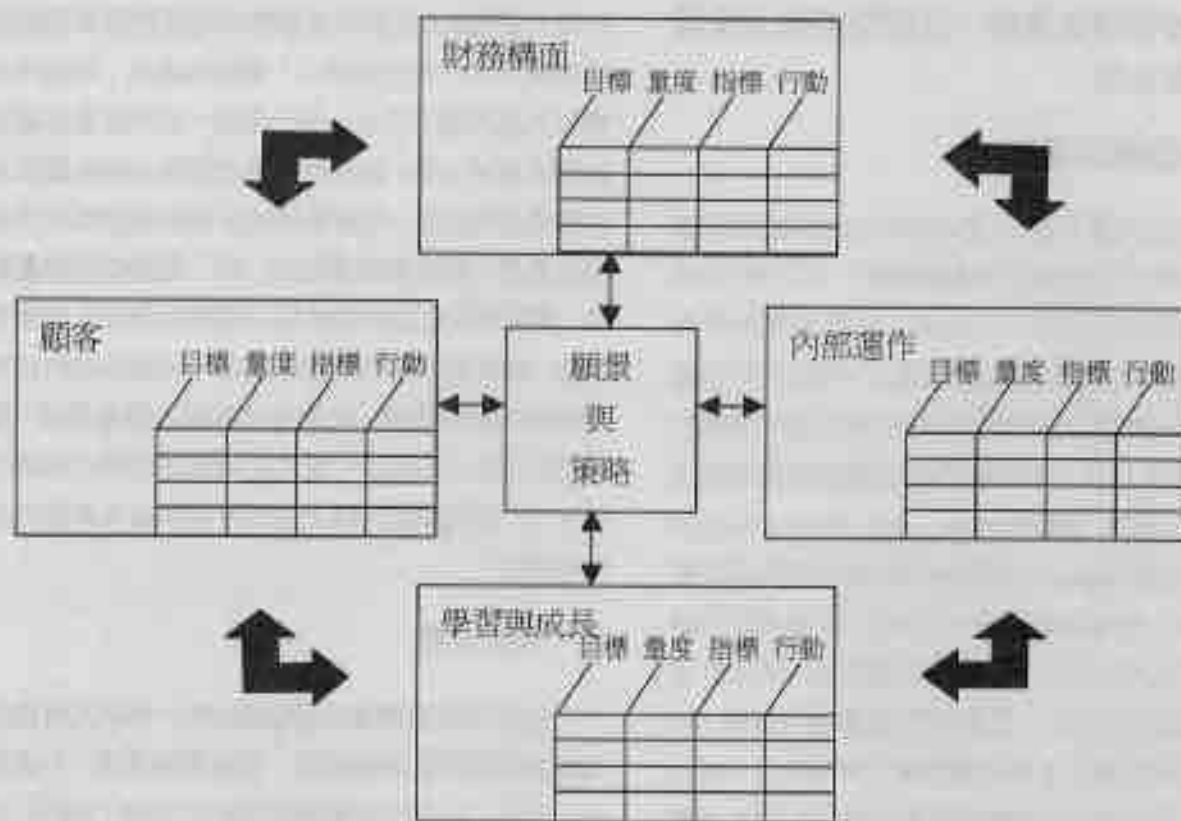 財務構面
目標 量度 指標 行動
顧客
目標 量度 指標 行動
願景
與
策略
內部運作
目標 量度 指標 行動
學習與成長
目標 量度 指標 行動